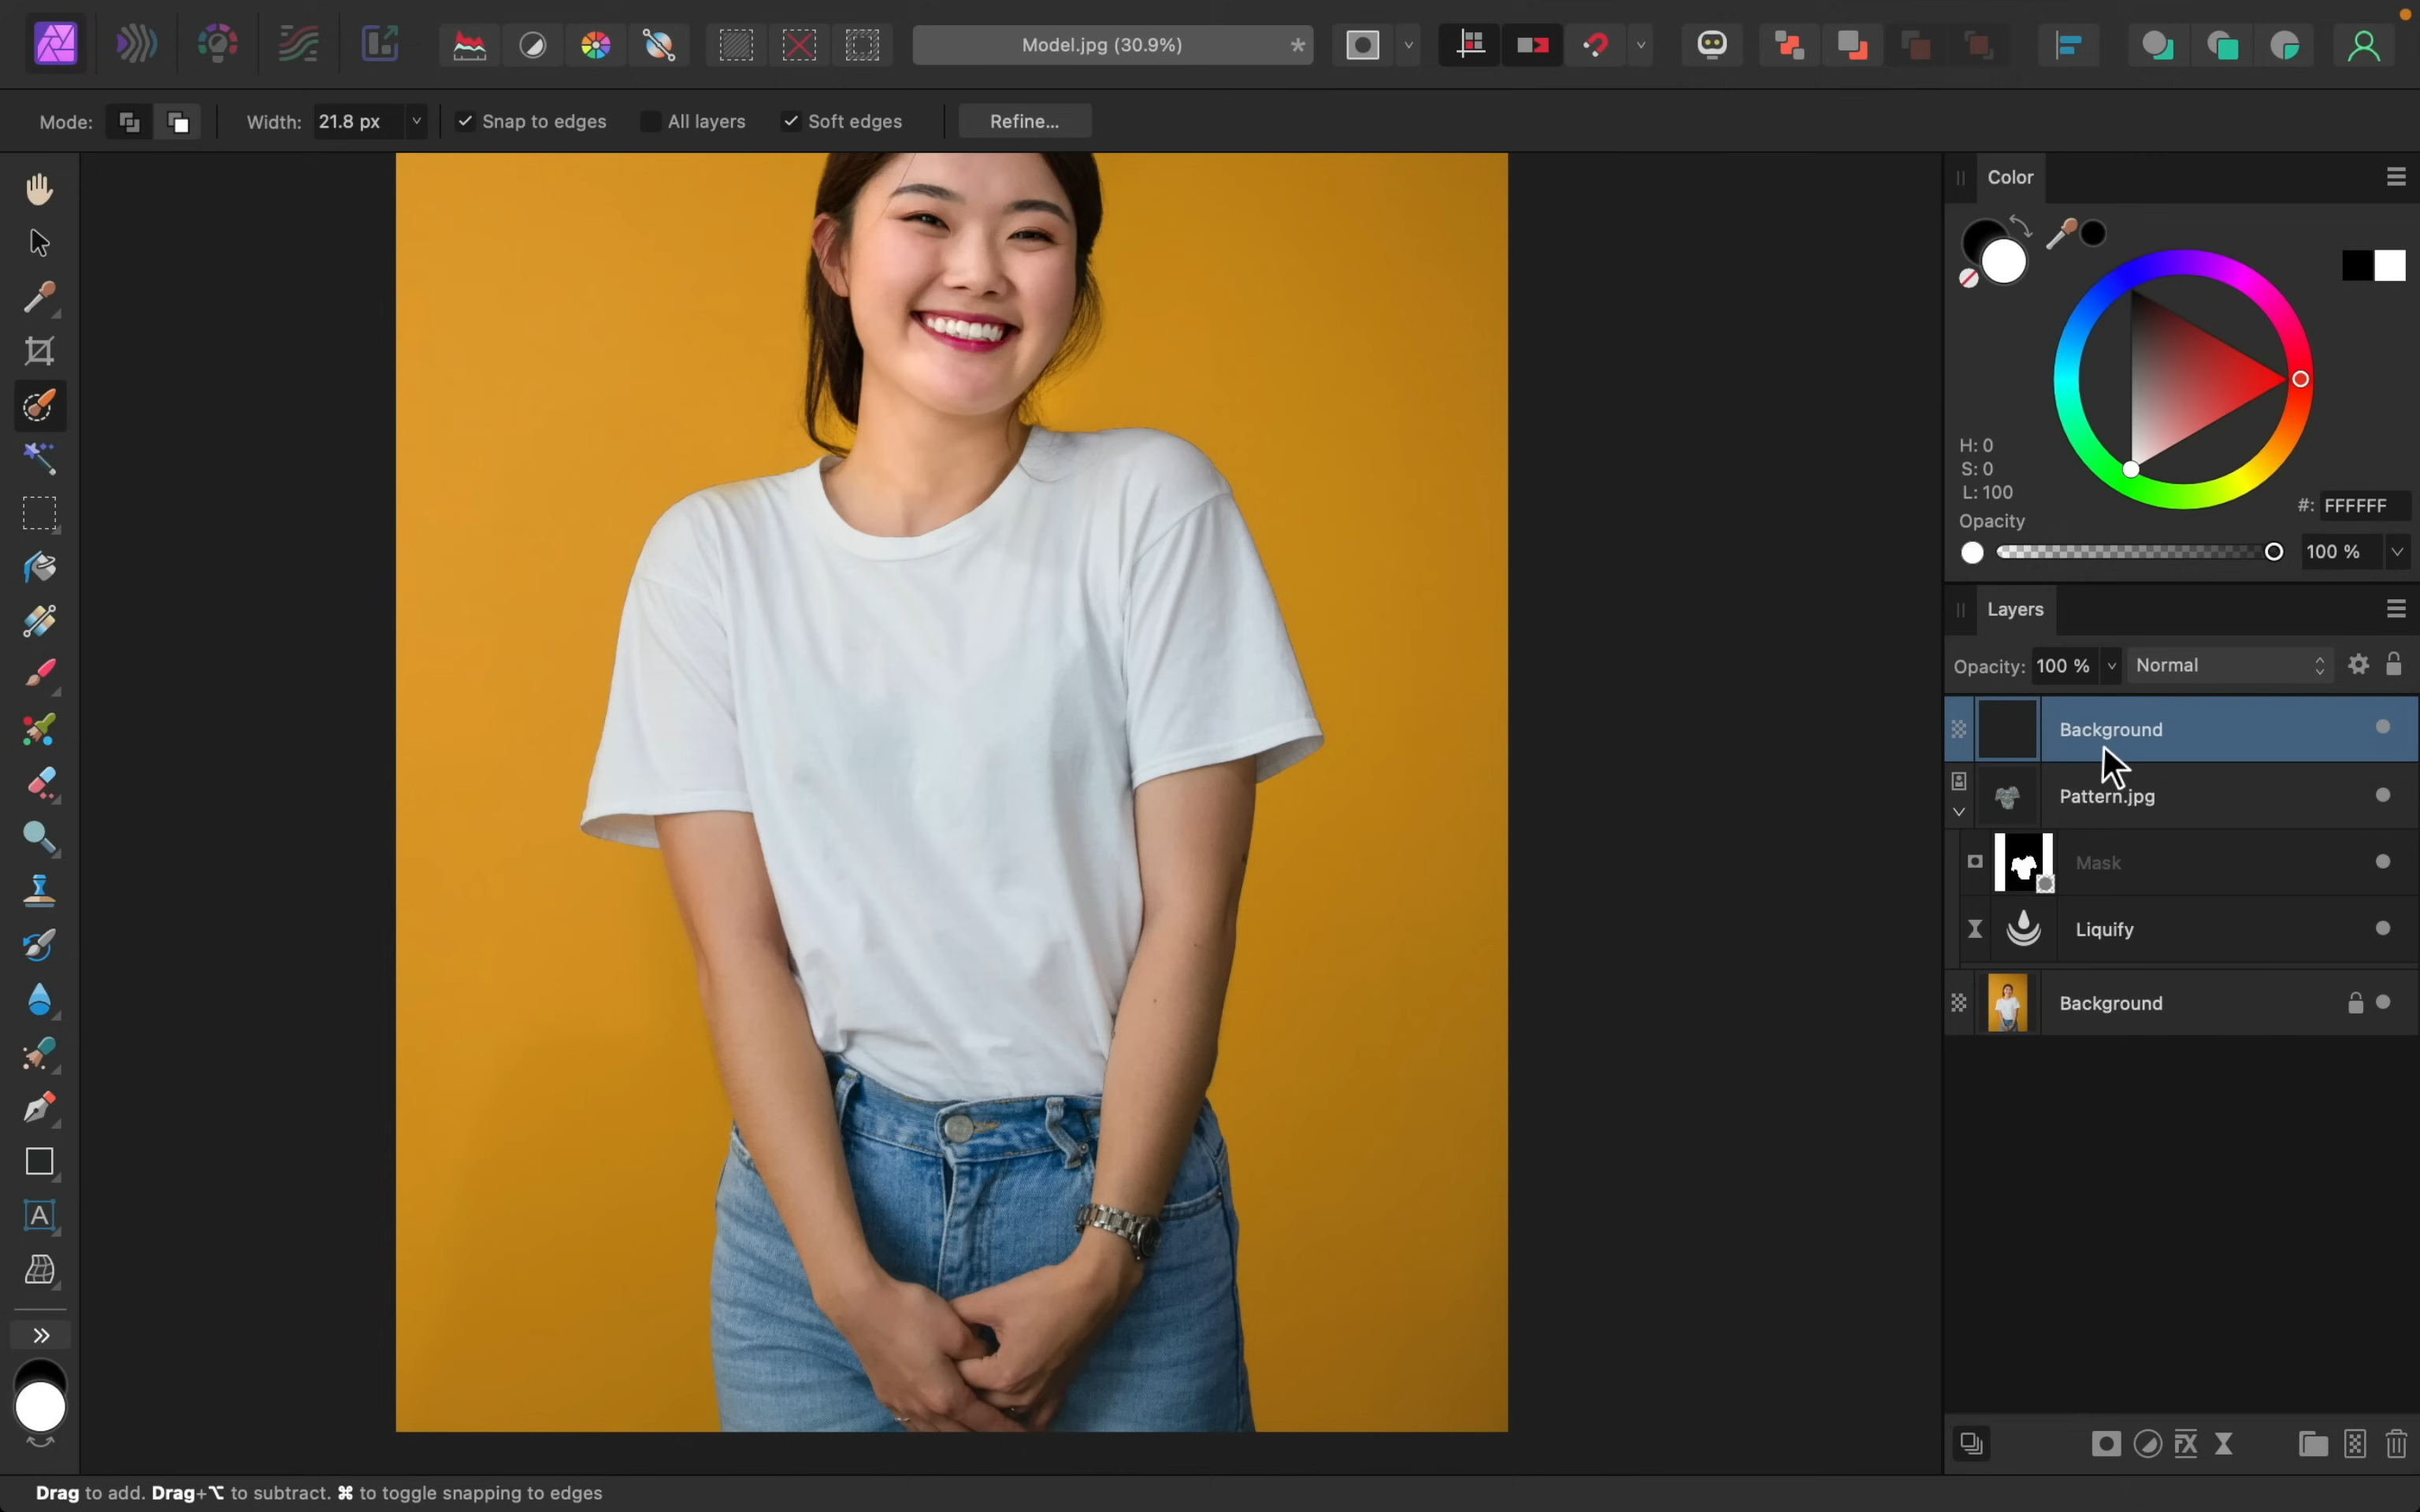 Model.jpg (30.9%)
*
Mode:
Width: 21.8 px
Snap to edges
All layers
Soft edges
Refine...
Color
H: 0
S: 0
L: 100
#: FFFFFF
Opacity
100 %
Layers
Opacity: 100 %
Normal
Background
Pattern.jpg
Mask
FX
Liquify
Background
A
Drag to add. Drag+⌥ to subtract. ⌘ to toggle snapping to edges